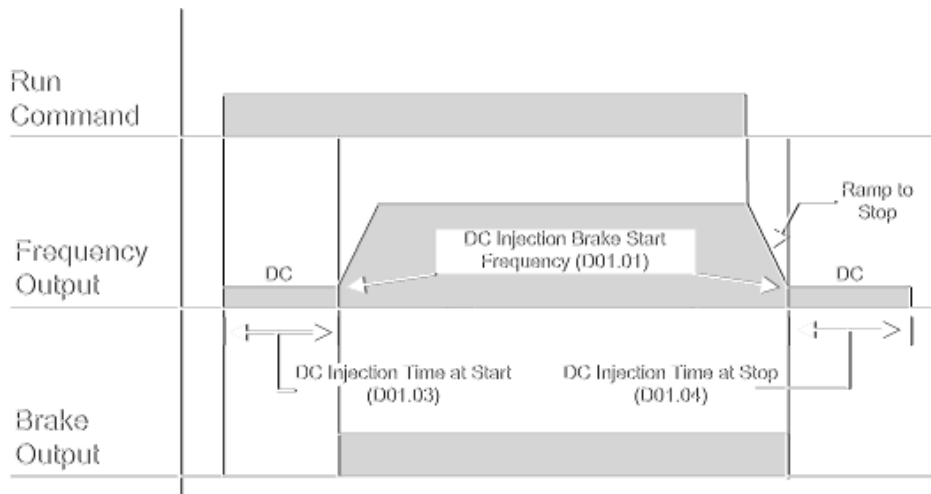 Run
Command
Ramp to
Stop
Frequency
Output
DC
DC Injection Brake Start
Frequency (D01.01)
DC
DC Injection Time at Start
(D01.03)
DC Injection Time at Stop
(D01.04)
Brake
Output